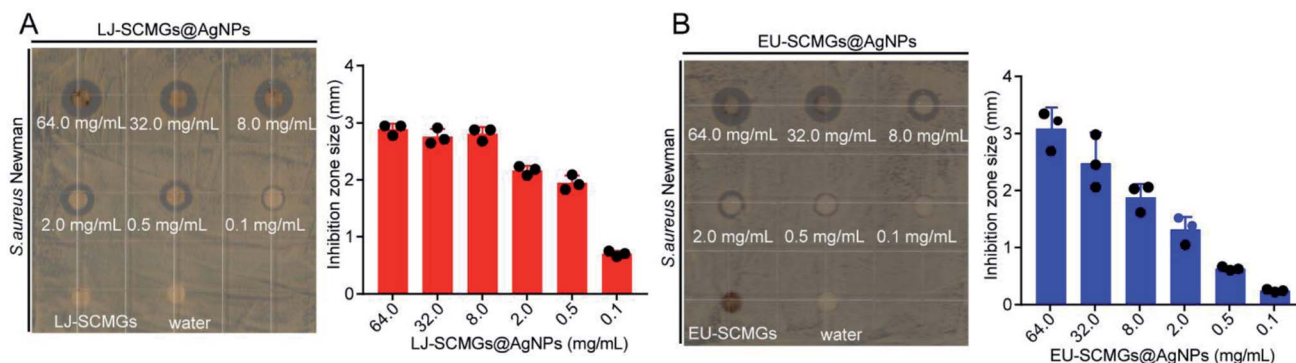 A
LJ-SCMGs@AgNPs
S.aureus Newman
64.0 mg/mL 32.0 mg/mL 8.0 mg/mL
2.0 mg/mL 0.5 mg/mL 0.1 mg/mL
LJ-SCMGs water
Inhibition zone size (mm)
4
3
2
1
0
64.0 32.0 8.0 2.0 0.5 0.1
LJ-SCMGs@AgNPs (mg/mL)
B
EU-SCMGs@AgNPs
S.aureus Newman
64.0 mg/mL 32.0 mg/mL 8.0 mg/mL
2.0 mg/mL 0.5 mg/mL 0.1 mg/mL
EU-SCMGs water
Inhibition zone size (mm)
4
3
2
1
0
64.0 32.0 8.0 2.0 0.5 0.1
EU-SCMGs@AgNPs (mg/mL)